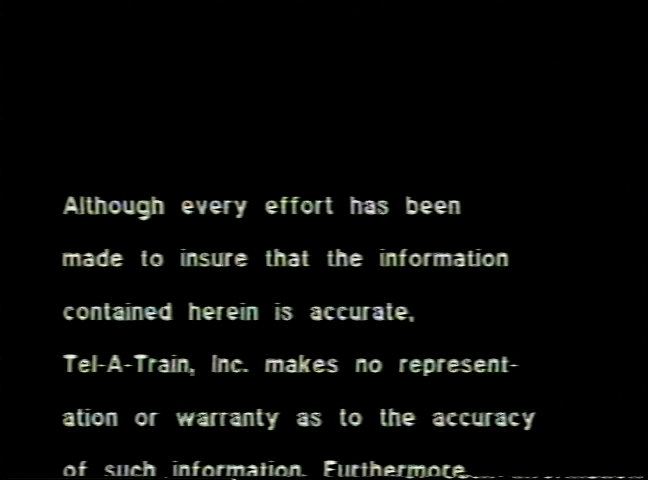 Although every effort has been
made to insure that the information
contained herein is accurate,
Tel-A-Train, Inc. makes no represent-
ation or warranty as to the accuracy
of such information. Furthermore